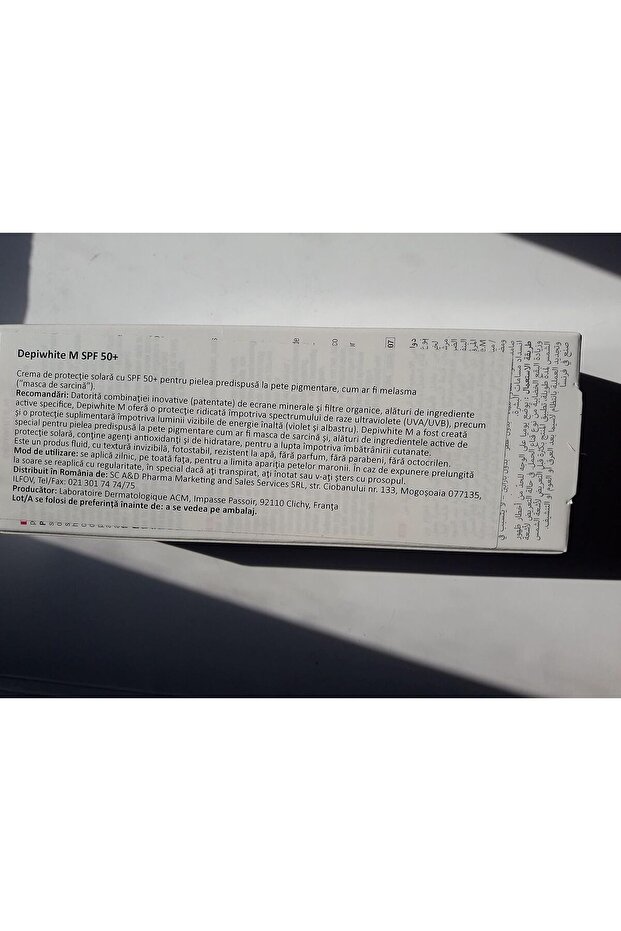 Depiwhite M SPF 50+
Crema de protecție solară cu SPF 50+ pentru pielea predispusă la pete pigmentare, cum ar fi melasma
("masca de sarcină").
Recomandări: Datorită combinației inovative (patentate) de ecrane minerale și filtre organice, alături de ingrediente
active specifice, Depiwhite M oferă o protecție ridicată împotriva spectrumului de raze ultraviolete (UVA/UVB), precum
și o protecție suplimentară împotriva luminii vizibile de energie înaltă (violet și albastru). Depiwhite M a fost creată
special pentru pielea predispusă la pete pigmentare cum ar fi masca de sarcină și, alături de ingredientele active de
protecție solară, conține agenți antioxidanți și de hidratare, pentru a lupta împotriva îmbătrânirii cutanate.
Este un produs fluid, cu textură invizibilă, fotostabil, rezistent la apă, fără parfum, fără parabeni, fără octocrilen.
Mod de utilizare: se aplică zilnic, pe toată fața, pentru a limita apariția petelor maronii. În caz de expunere prelungită
la soare se reaplică cu regularitate, în special dacă ați transpirat, ați înotat sau v-ați șters cu prosopul.
Distribuit în România de: SC A&D Pharma Marketing and Sales Services SRL, str. Ciobanului nr. 133, Mogoșoaia 077135,
ILFOV, Tel/Fax: 021 301 74 74/75.
Producător: Laboratoire Dermatologique ACM, Impasse Passoir, 92110 Clichy, Franța
Lot/A se folosi de preferință înainte de: a se vedea pe ambalaj.
طريقة الاستعمال :
صنع في فرنسا